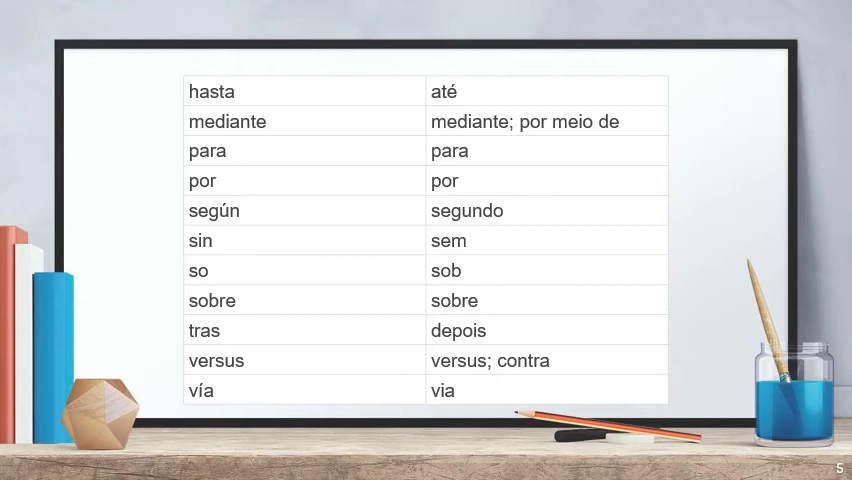 hasta até
mediante mediante; por meio de
para para
por por
según segundo
sin sem
so sob
sobre sobre
tras depois
versus versus; contra
vía via
5